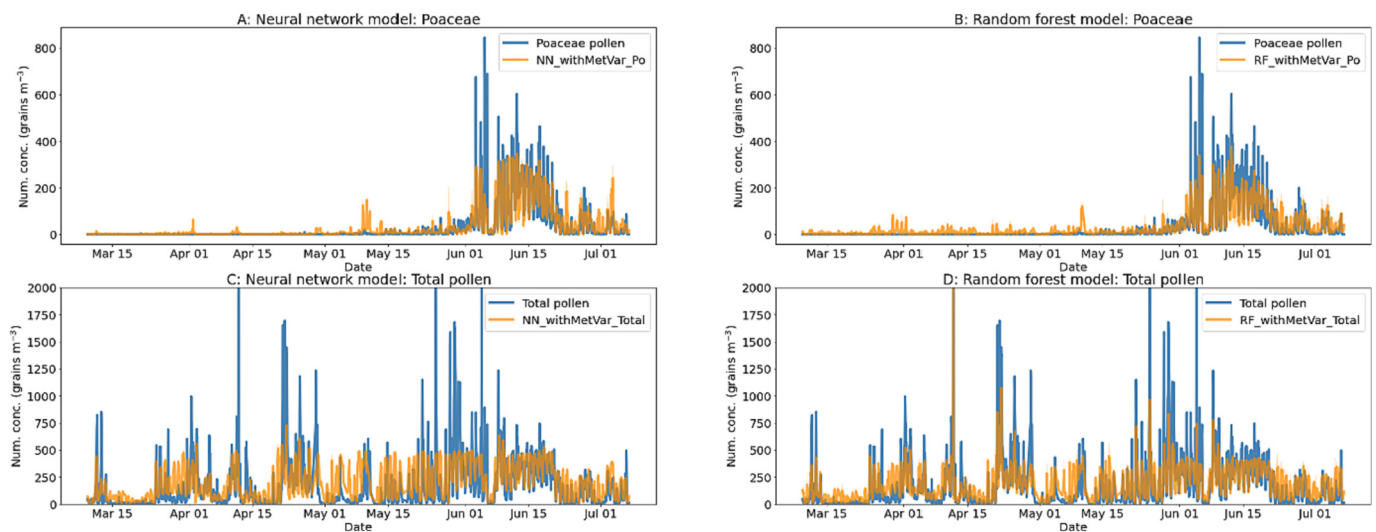 A: Neural network model: Poaceae
Num. conc. (grains m⁻³)
800
600
400
200
0
Poaceae pollen
NN_withMetVar_Po
Mar 15
Apr 01
Apr 15
May 01
May 15
Jun 01
Jun 15
Jul 01
Date
B: Random forest model: Poaceae
Num. conc. (grains m⁻³)
800
600
400
200
0
Poaceae pollen
RF_withMetVar_Po
Mar 15
Apr 01
Apr 15
May 01
May 15
Jun 01
Jun 15
Jul 01
Date
C: Neural network model: Total pollen
Num. conc. (grains m⁻³)
2000
1750
1500
1250
1000
750
500
250
0
Total pollen
NN_withMetVar_Total
Mar 15
Apr 01
Apr 15
May 01
May 15
Jun 01
Jun 15
Jul 01
Date
D: Random forest model: Total pollen
Num. conc. (grains m⁻³)
2000
1750
1500
1250
1000
750
500
250
0
Total pollen
RF_withMetVar_Total
Mar 15
Apr 01
Apr 15
May 01
May 15
Jun 01
Jun 15
Jul 01
Date